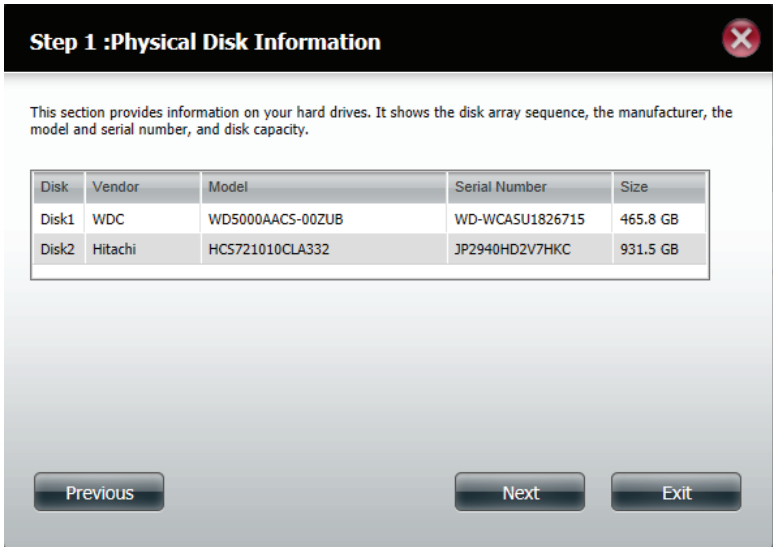 Step 1 :Physical Disk Information
This section provides information on your hard drives. It shows the disk array sequence, the manufacturer, the
model and serial number, and disk capacity.
Disk Vendor Model Serial Number Size
Disk1 WDC WD5000AACS-00ZUB WD-WCASU1826715 465.8 GB
Disk2 Hitachi HCS721010CLA332 JP2940HD2V7HKC 931.5 GB
Previous Next Exit